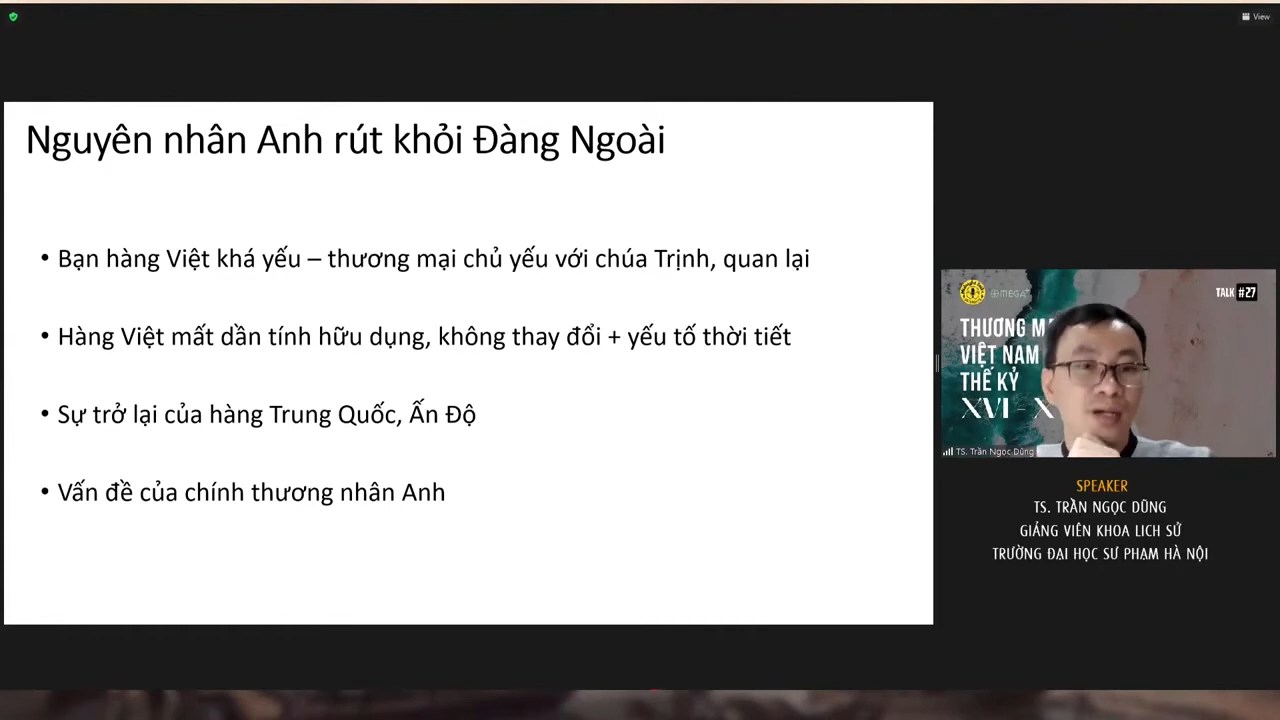 View
Nguyên nhân Anh rút khỏi Đàng Ngoài
• Bạn hàng Việt khá yếu – thương mại chủ yếu với chúa Trịnh, quan lại
• Hàng Việt mất dần tính hữu dụng, không thay đổi + yếu tố thời tiết
• Sự trở lại của hàng Trung Quốc, Ấn Độ
• Vấn đề của chính thương nhân Anh
OMEGA+
TALK #27
THƯƠNG M
VIỆT NAM
THẾ KỶ
XVI - X
TS. Trần Ngọc Dũng
SPEAKER
TS. TRẦN NGỌC DŨNG
GIẢNG VIÊN KHOA LỊCH SỬ
TRƯỜNG ĐẠI HỌC SƯ PHẠM HÀ NỘI